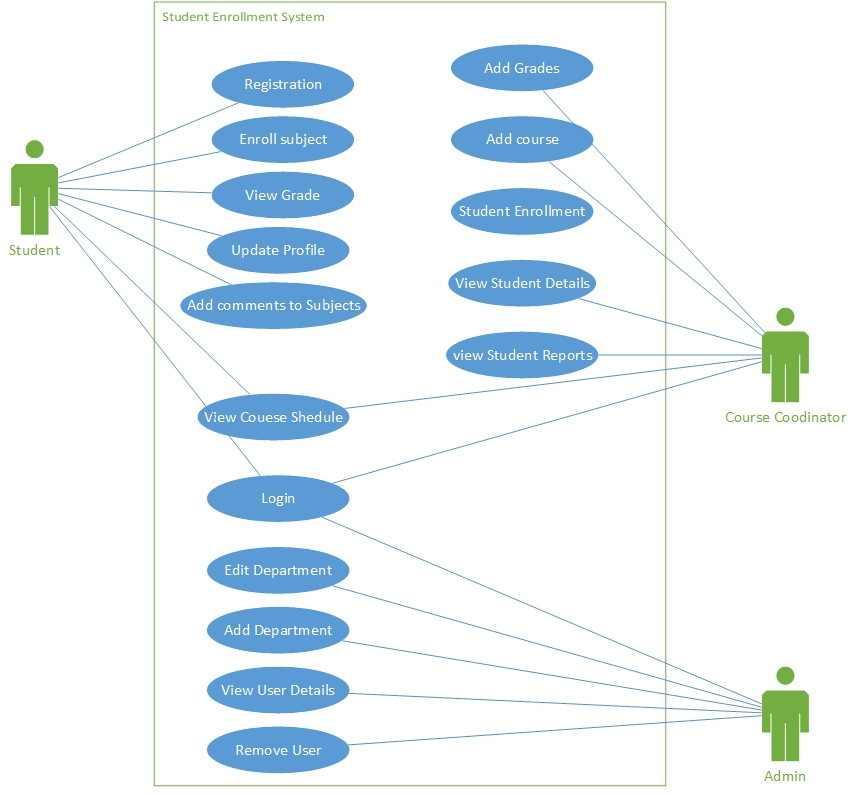 Student Enrollment System
Registration
Enroll subject
View Grade
Update Profile
Add comments to Subjects
View Couese Shedule
Login
Edit Department
Add Department
View User Details
Remove User
Add Grades
Add course
Student Enrollment
View Student Details
view Student Reports
Student
Course Coodinator
Admin